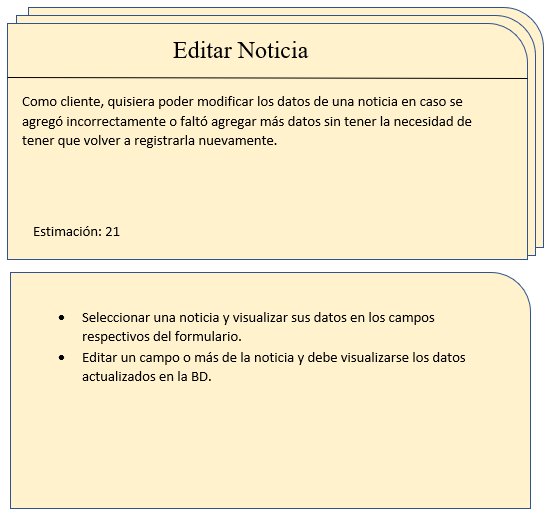 Editar Noticia
Como cliente, quisiera poder modificar los datos de una noticia en caso se
agregó incorrectamente o faltó agregar más datos sin tener la necesidad de
tener que volver a registrarla nuevamente.
Estimación: 21
• Seleccionar una noticia y visualizar sus datos en los campos
respectivos del formulario.
• Editar un campo o más de la noticia y debe visualizarse los datos
actualizados en la BD.